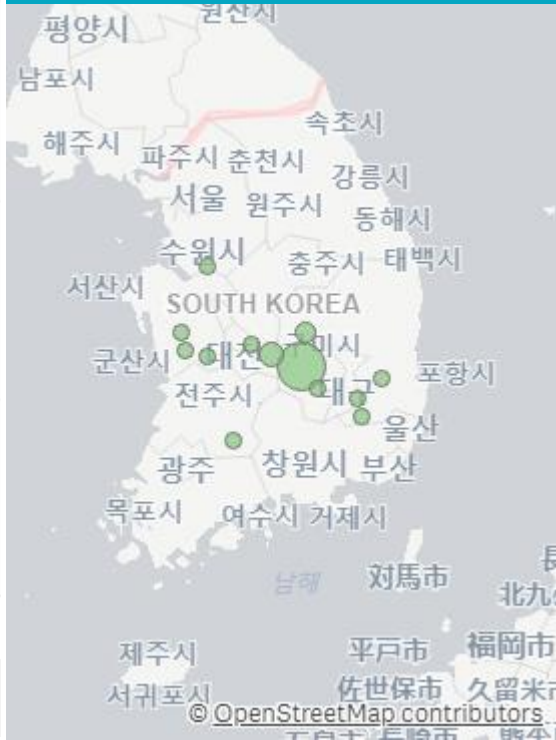 원산시
평양시
남포시
속초시
해주시 파주시 춘천시
강릉시
서울 원주시
동해시
수원시
충주시 태백시
서산시
SOUTH KOREA
구미시
군산시 대전
포항시
전주시 대구
울산
광주 창원시 부산
목포시 여수시 거제시
남해
対馬市
北九
平戸市 福岡市
제주시
佐世保市 久留米市
서귀포시
© OpenStreetMap contributors